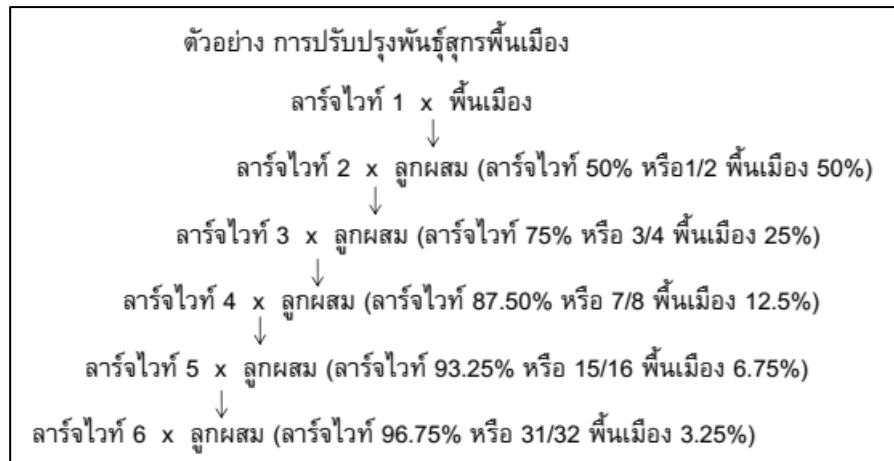 ตัวอย่าง การปรับปรุงพันธุ์สุกรพื้นเมือง
ลาร์จไวท์ 1 x พื้นเมือง
ลาร์จไวท์ 2 x ลูกผสม (ลาร์จไวท์ 50% หรือ1/2 พื้นเมือง 50%)
ลาร์จไวท์ 3 x ลูกผสม (ลาร์จไวท์ 75% หรือ 3/4 พื้นเมือง 25%)
ลาร์จไวท์ 4 x ลูกผสม (ลาร์จไวท์ 87.50% หรือ 7/8 พื้นเมือง 12.5%)
ลาร์จไวท์ 5 x ลูกผสม (ลาร์จไวท์ 93.25% หรือ 15/16 พื้นเมือง 6.75%)
ลาร์จไวท์ 6 x ลูกผสม (ลาร์จไวท์ 96.75% หรือ 31/32 พื้นเมือง 3.25%)